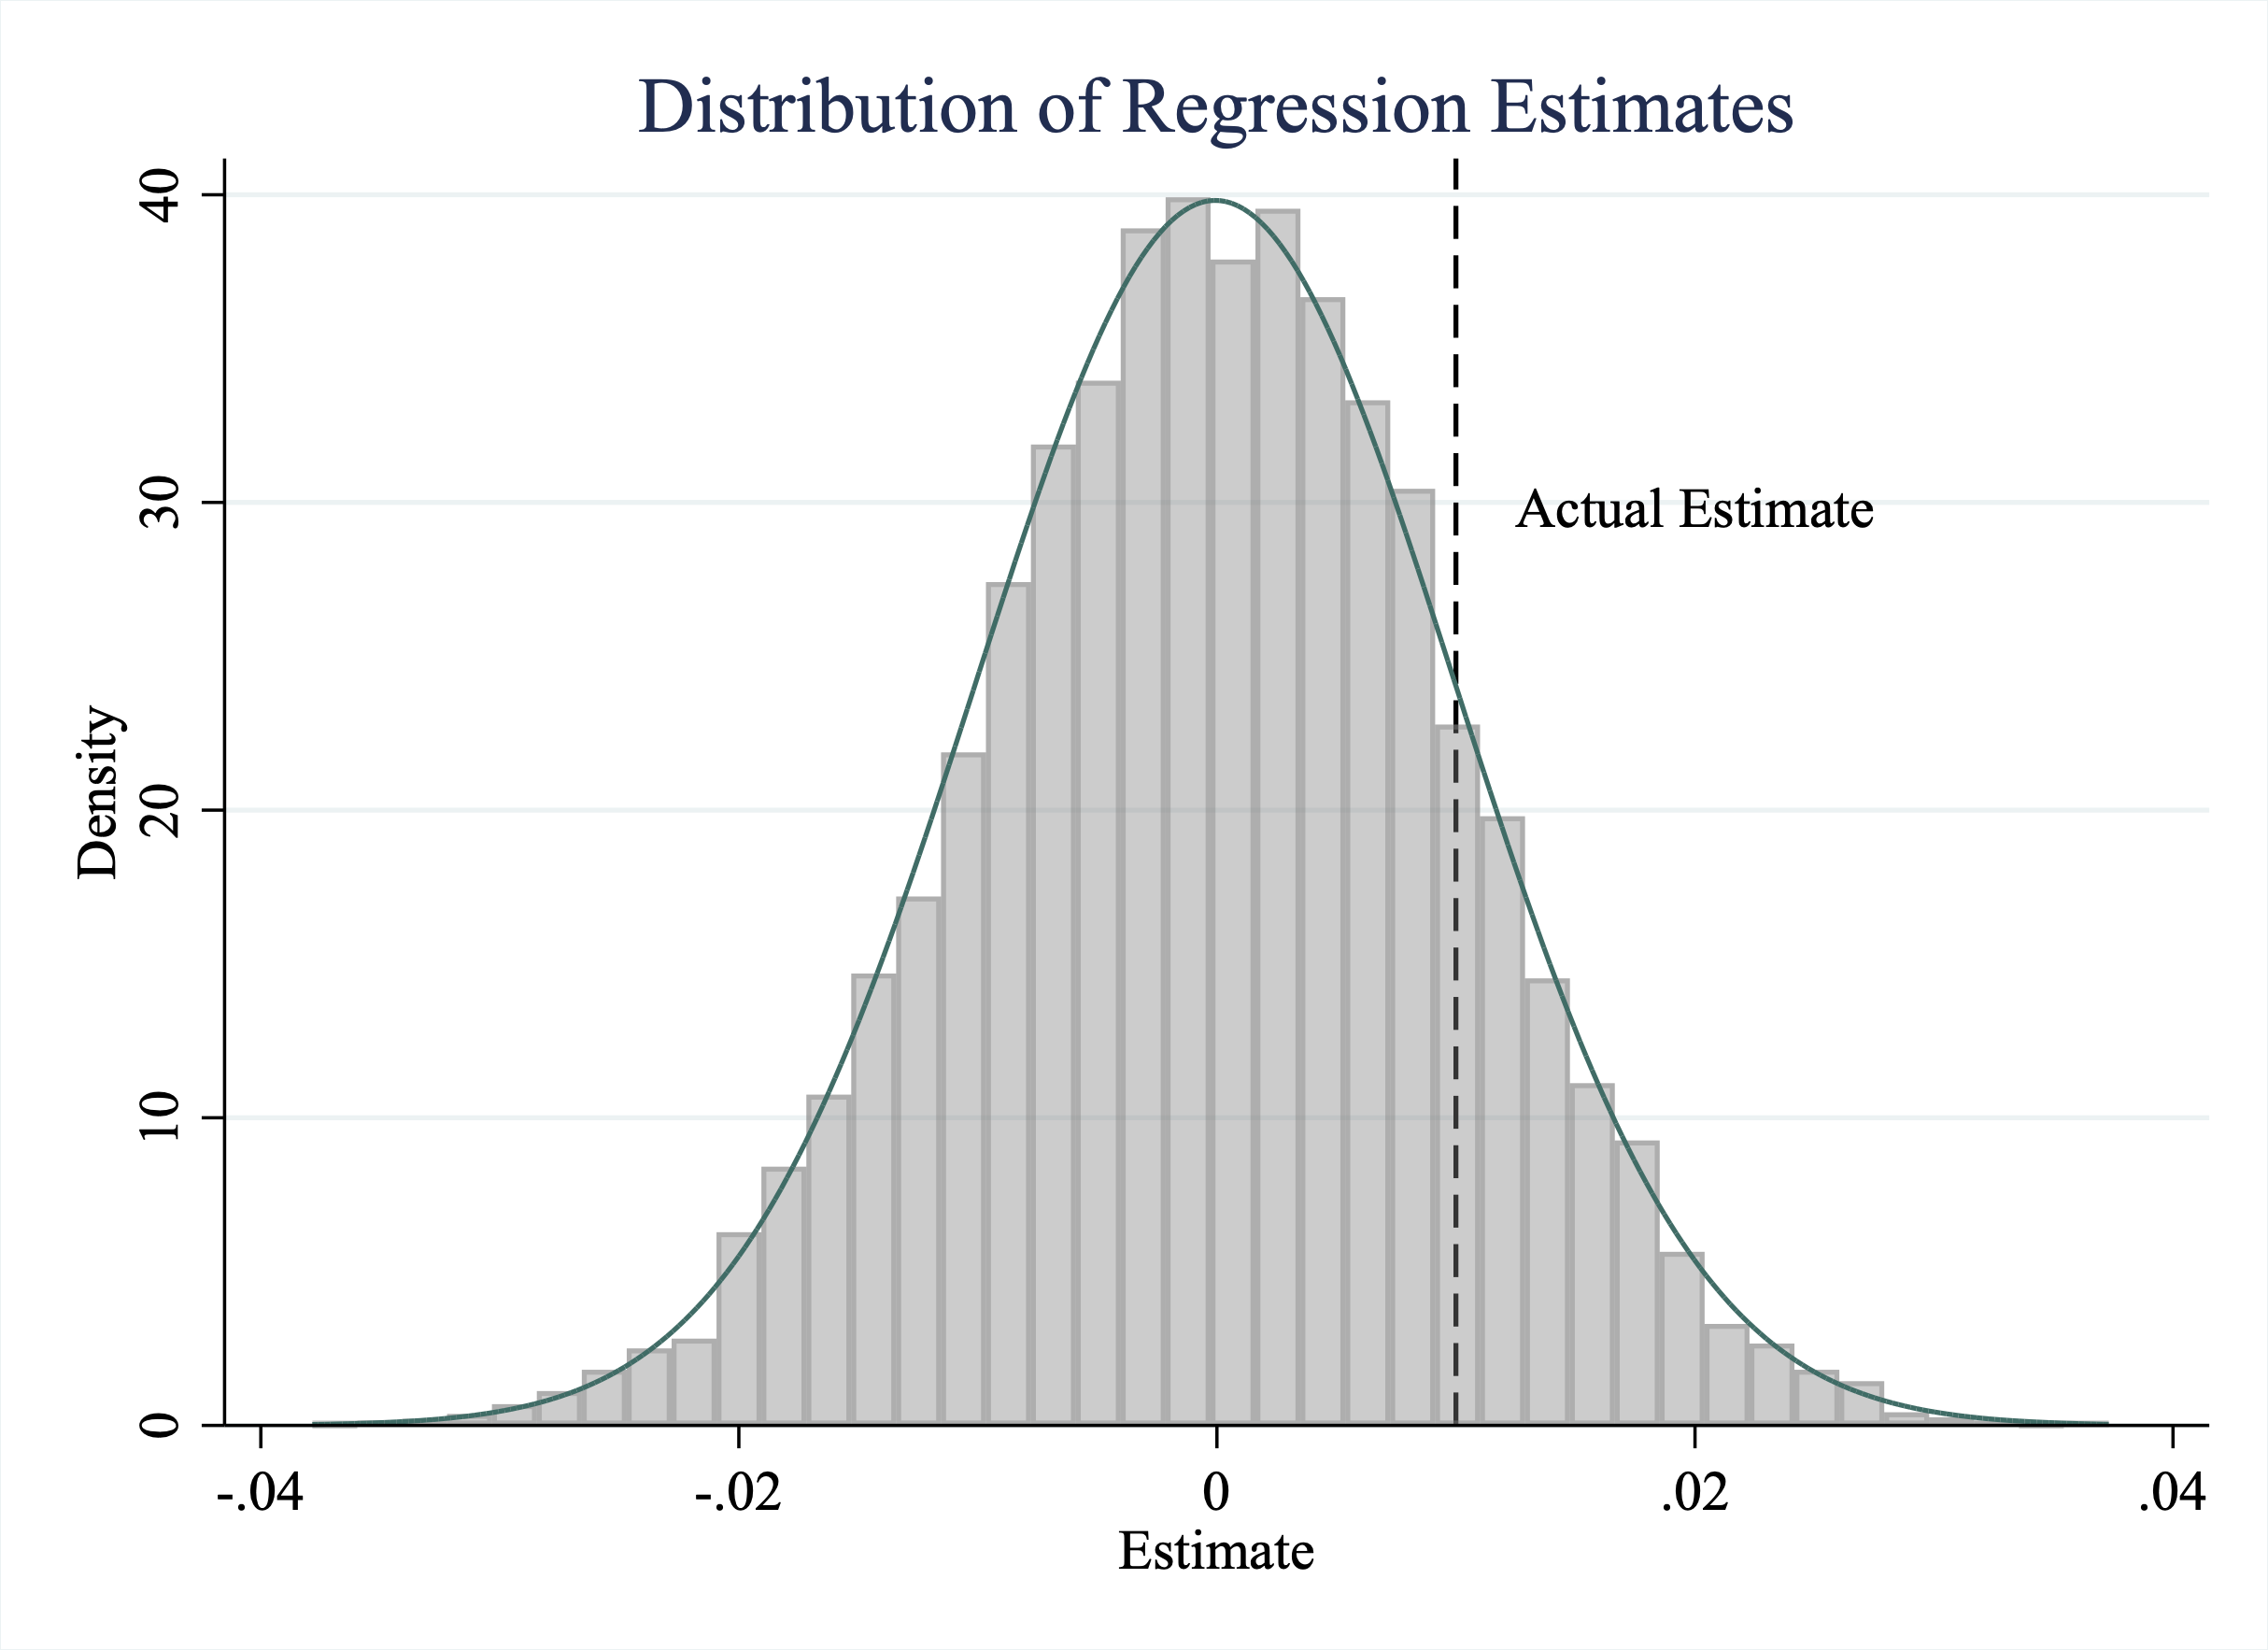 Distribution of Regression Estimates
40
30
20
10
0
Density
Actual Estimate
-.04
-.02
0
.02
.04
Estimate